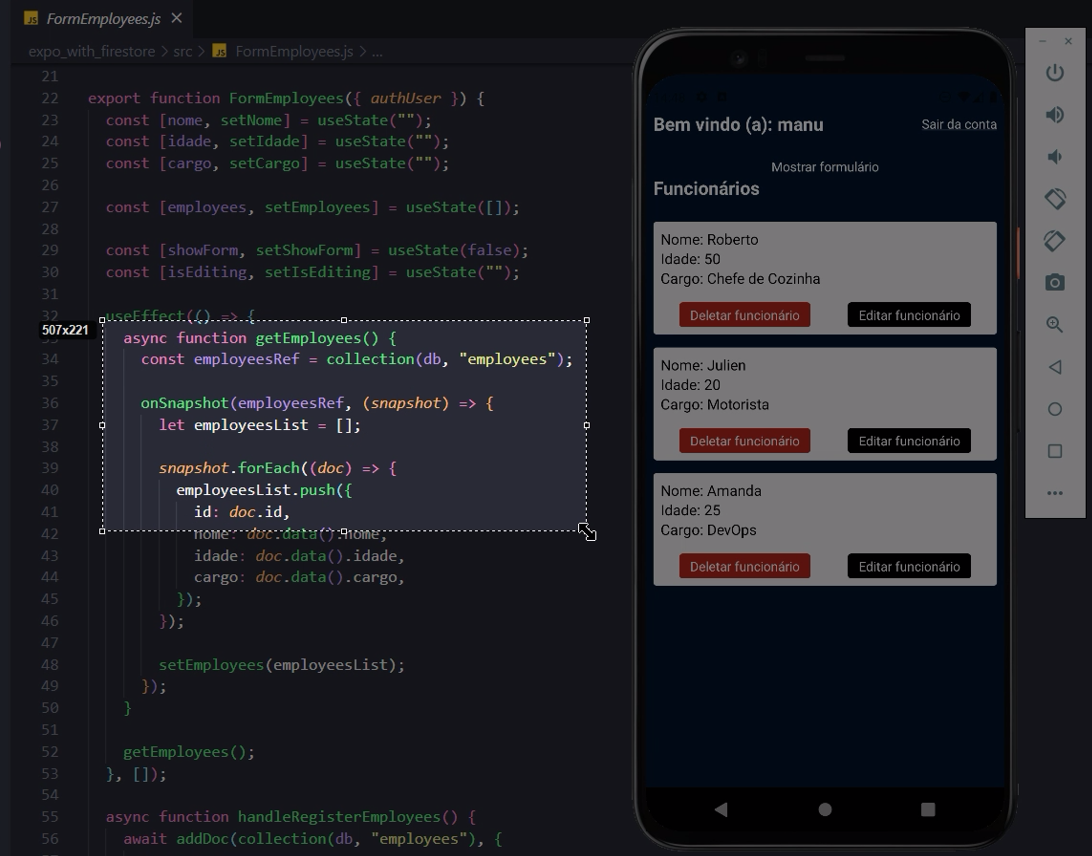 JS FormEmployees.js ×
expo_with_firestore > src > JS FormEmployees.js > ...
21
22 export function FormEmployees({ authUser }) {
23 const [nome, setNome] = useState("");
24 const [idade, setIdade] = useState("");
25 const [cargo, setCargo] = useState("");
26
27 const [employees, setEmployees] = useState([]);
28
29 const [showForm, setShowForm] = useState(false);
30 const [isEditing, setIsEditing] = useState("");
31
32 useEffect(() => {
507x221
33 async function getEmployees() {
34 const employeesRef = collection(db, "employees");
35
36 onSnapshot(employeesRef, (snapshot) => {
37 let employeesList = [];
38
39 snapshot.forEach((doc) => {
40 employeesList.push({
41 id: doc.id,
42 nome: doc.data().nome,
43 idade: doc.data().idade,
44 cargo: doc.data().cargo,
45 });
46 });
47
48 setEmployees(employeesList);
49 });
50 }
51
52 getEmployees();
53 }, []);
54
55 async function handleRegisterEmployees() {
56 await addDoc(collection(db, "employees"), {
Bem vindo (a): manu
Sair da conta
Mostrar formulário
Funcionários
Nome: Roberto
Idade: 50
Cargo: Chefe de Cozinha
Deletar funcionário Editar funcionário
Nome: Julien
Idade: 20
Cargo: Motorista
Deletar funcionário Editar funcionário
Nome: Amanda
Idade: 25
Cargo: DevOps
Deletar funcionário Editar funcionário